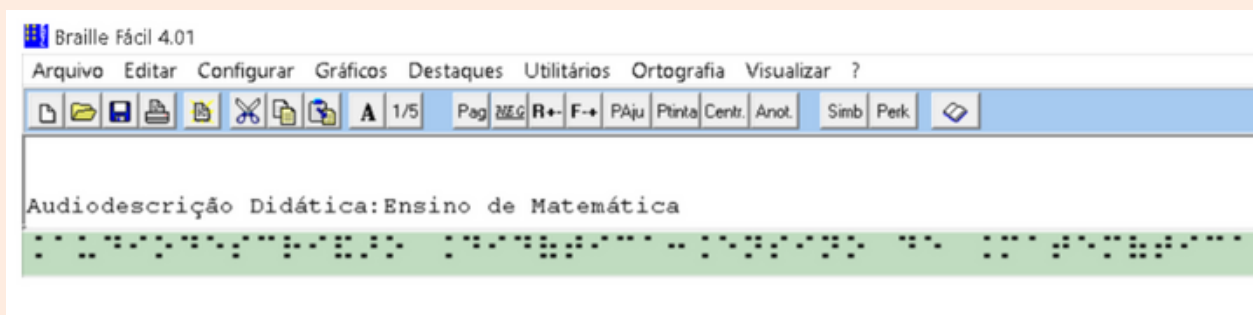 Braille Fácil 4.01
Arquivo Editar Configurar Gráficos Destaques Utilitários Ortografia Visualizar ?
A 1/5 Pag NEG R+- F-+ PAju Ptinta Centr. Anot. Simb Perk
Audiodescrição Didática:Ensino de Matemática
⠨⠁⠥⠙⠊⠕⠙⠑⠎⠉⠗⠊⠯⠜⠕ ⠨⠙⠊⠙⠷⠞⠊⠉⠁⠒⠨⠑⠝⠎⠊⠝⠕ ⠙⠑ ⠨⠍⠁⠞⠑⠍⠷⠞⠊⠉⠁